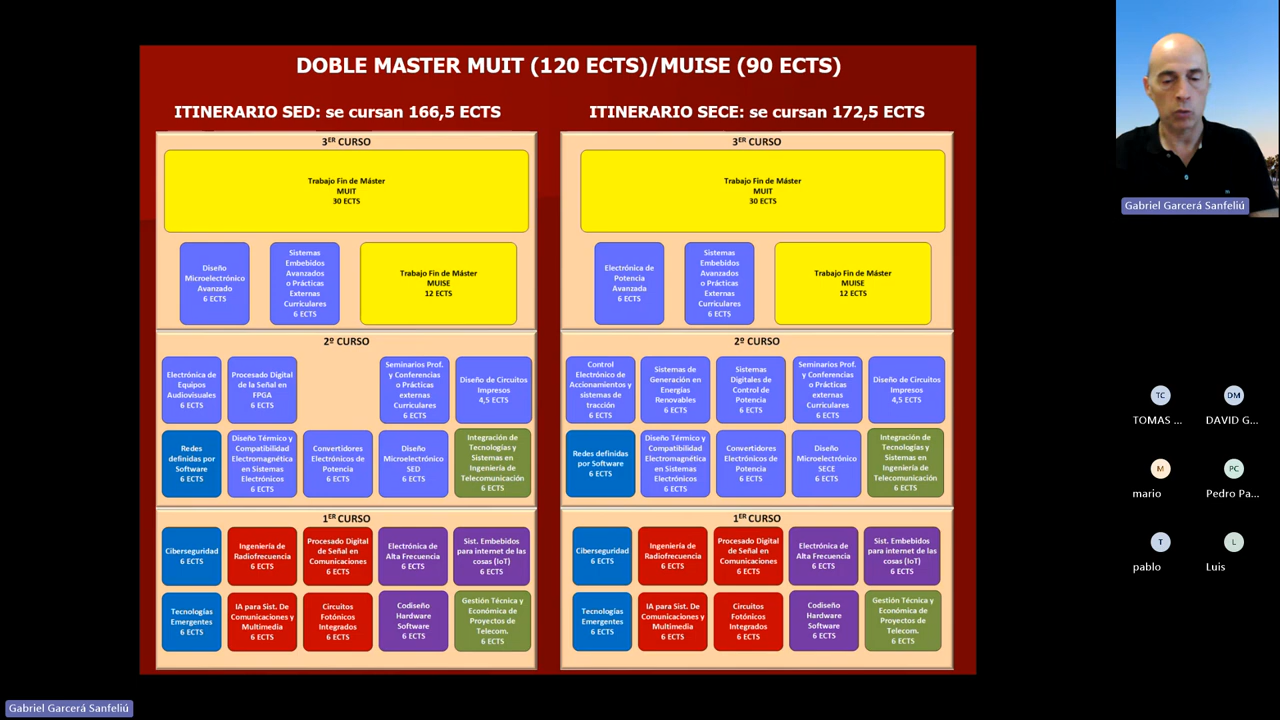 DOBLE MASTER MUIT (120 ECTS)/MUISE (90 ECTS)
ITINERARIO SED: se cursan 166,5 ECTS
3ER CURSO
Trabajo Fin de Máster
MUIT
30 ECTS
Diseño
Microelectrónico
Avanzado
6 ECTS
Sistemas
Embebidos
Avanzados
o Prácticas
Externas
Curriculares
6 ECTS
Trabajo Fin de Máster
MUISE
12 ECTS
2º CURSO
Electrónica de
Equipos
Audiovisuales
6 ECTS
Procesado Digital
de la Señal en
FPGA
6 ECTS
Seminarios Prof.
y Conferencias
o Prácticas
externas
Curriculares
6 ECTS
Diseño de Circuitos
Impresos
4,5 ECTS
Redes
definidas por
Software
6 ECTS
Diseño Térmico y
Compatibilidad
Electromagnética
en Sistemas
Electrónicos
6 ECTS
Convertidores
Electrónicos de
Potencia
6 ECTS
Diseño
Microelectrónico
SED
6 ECTS
Integración de
Tecnologías y
Sistemas en
Ingeniería de
Telecomunicación
6 ECTS
1ER CURSO
Ciberseguridad
6 ECTS
Ingeniería de
Radiofrecuencia
6 ECTS
Procesado Digital
de Señal en
Comunicaciones
6 ECTS
Electrónica de
Alta Frecuencia
6 ECTS
Sist. Embebidos
para internet de las
cosas (IoT)
6 ECTS
Tecnologías
Emergentes
6 ECTS
IA para Sist. De
Comunicaciones y
Multimedia
6 ECTS
Circuitos
Fotónicos
Integrados
6 ECTS
Codiseño
Hardware
Software
6 ECTS
Gestión Técnica y
Económica de
Proyectos de
Telecom.
6 ECTS
ITINERARIO SECE: se cursan 172,5 ECTS
3ER CURSO
Trabajo Fin de Máster
MUIT
30 ECTS
Electrónica de
Potencia
Avanzada
6 ECTS
Sistemas
Embebidos
Avanzados
o Prácticas
Externas
Curriculares
6 ECTS
Trabajo Fin de Máster
MUISE
12 ECTS
2º CURSO
Control
Electrónico de
Accionamientos y
sistemas de
tracción
6 ECTS
Sistemas de
Generación en
Energías
Renovables
6 ECTS
Sistemas
Digitales de
Control de
Potencia
6 ECTS
Seminarios Prof.
y Conferencias
o Prácticas
externas
Curriculares
6 ECTS
Diseño de Circuitos
Impresos
4,5 ECTS
Redes definidas
por Software
6 ECTS
Diseño Térmico y
Compatibilidad
Electromagnética
en Sistemas
Electrónicos
6 ECTS
Convertidores
Electrónicos de
Potencia
6 ECTS
Diseño
Microelectrónico
SECE
6 ECTS
Integración de
Tecnologías y
Sistemas en
Ingeniería de
Telecomunicación
6 ECTS
1ER CURSO
Ciberseguridad
6 ECTS
Ingeniería de
Radiofrecuencia
6 ECTS
Procesado Digital
de Señal en
Comunicaciones
6 ECTS
Electrónica de
Alta Frecuencia
6 ECTS
Sist. Embebidos
para internet de las
cosas (IoT)
6 ECTS
Tecnologías
Emergentes
6 ECTS
IA para Sist. De
Comunicaciones y
Multimedia
6 ECTS
Circuitos
Fotónicos
Integrados
6 ECTS
Codiseño
Hardware
Software
6 ECTS
Gestión Técnica y
Económica de
Proyectos de
Telecom.
6 ECTS
Gabriel Garcerá Sanfeliú
TC
DM
TOMAS ...
DAVID G...
M
PC
mario
Pedro Pa...
T
L
pablo
Luis
Gabriel Garcerá Sanfeliú